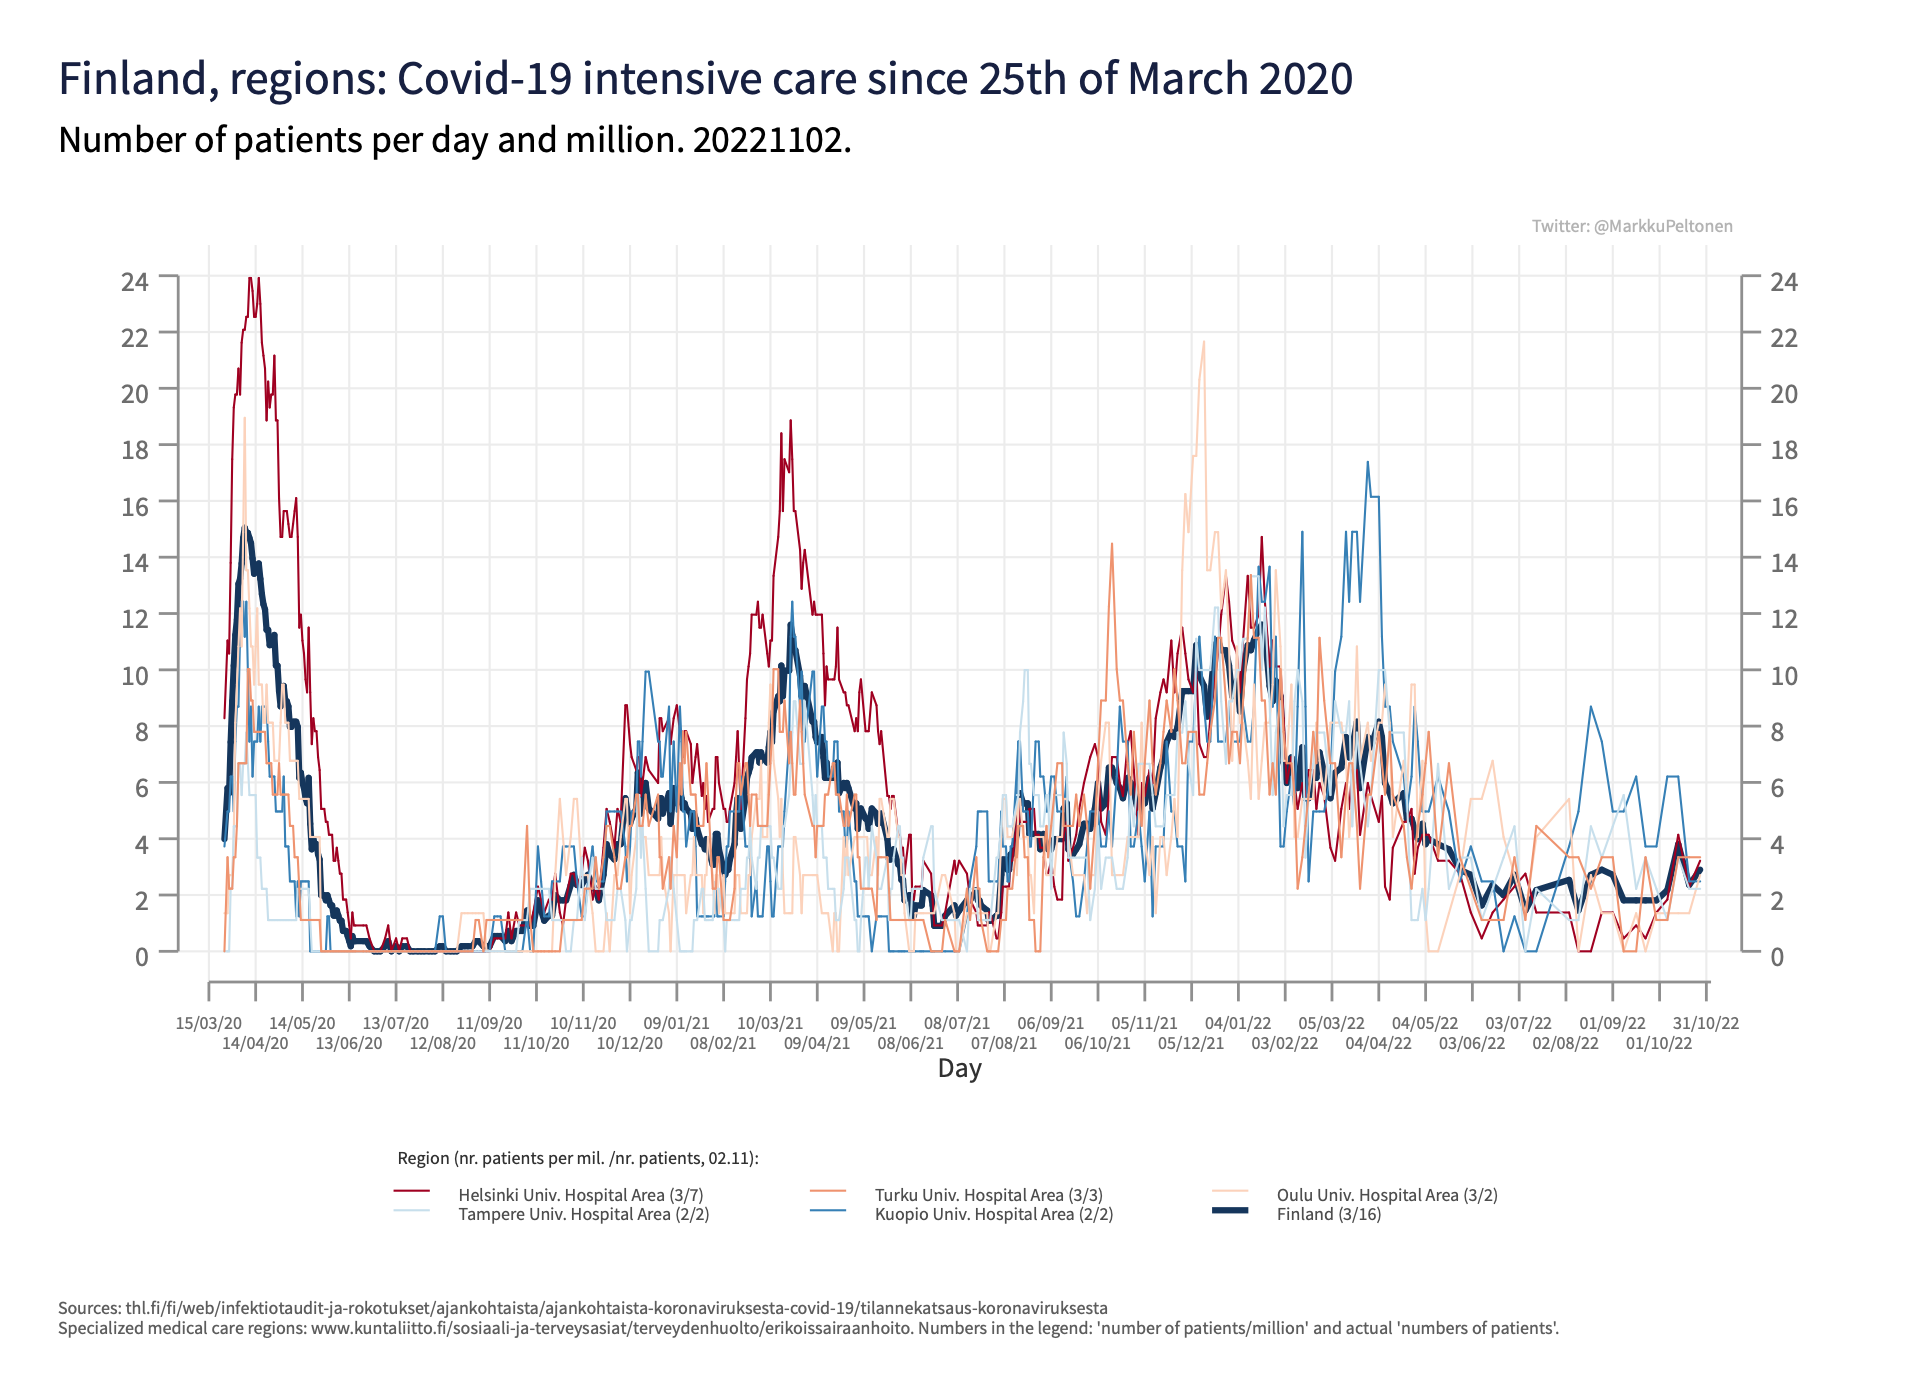 Finland, regions: Covid-19 intensive care since 25th of March 2020
Number of patients per day and million. 20221102.
Twitter: @MarkkuPeltonen
24 24
22 22
20 20
18 18
16 16
14 14
12 12
10 10
8 8
6 6
4 4
2 2
0 0
15/03/20 14/05/20 13/07/20 11/09/20 10/11/20 09/01/21 10/03/21 09/05/21 08/07/21 06/09/21 05/11/21 04/01/22 05/03/22 04/05/22 03/07/22 01/09/22 31/10/22
14/04/20 13/06/20 12/08/20 11/10/20 10/12/20 08/02/21 09/04/21 08/06/21 07/08/21 06/10/21 05/12/21 03/02/22 04/04/22 03/06/22 02/08/22 01/10/22
Day
Region (nr. patients per mil. /nr. patients, 02.11):
Helsinki Univ. Hospital Area (3/7) Turku Univ. Hospital Area (3/3) Oulu Univ. Hospital Area (3/2)
Tampere Univ. Hospital Area (2/2) Kuopio Univ. Hospital Area (2/2) Finland (3/16)
Sources: thl.fi/fi/web/infektiotaudit-ja-rokotukset/ajankohtaista/ajankohtaista-koronaviruksesta-covid-19/tilannekatsaus-koronaviruksesta
Specialized medical care regions: www.kuntaliitto.fi/sosiaali-ja-terveysasiat/terveydenhuolto/erikoissairaanhoito. Numbers in the legend: 'number of patients/million' and actual 'numbers of patients'.